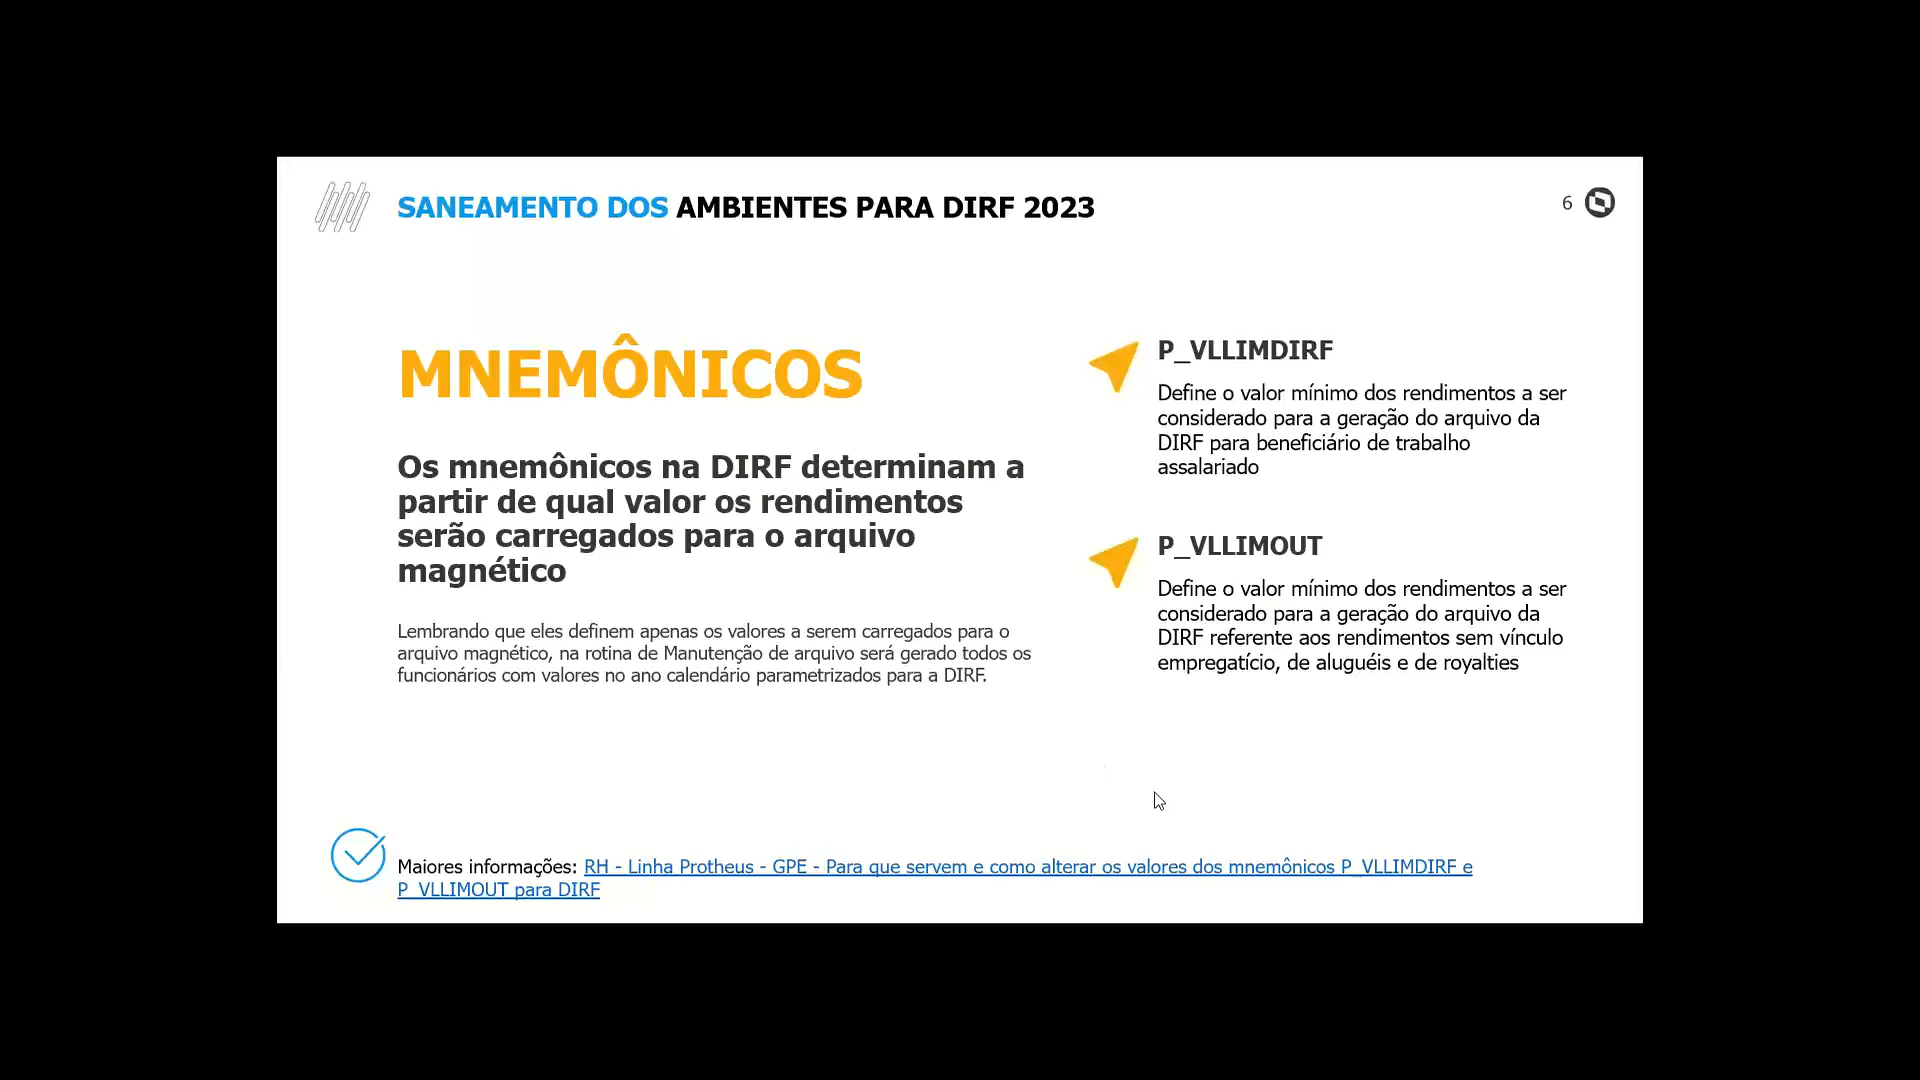 SANEAMENTO DOS AMBIENTES PARA DIRF 2023
6
MNEMÔNICOS
Os mnemônicos na DIRF determinam a
partir de qual valor os rendimentos
serão carregados para o arquivo
magnético
Lembrando que eles definem apenas os valores a serem carregados para o
arquivo magnético, na rotina de Manutenção de arquivo será gerado todos os
funcionários com valores no ano calendário parametrizados para a DIRF.
P_VLLIMDIRF
Define o valor mínimo dos rendimentos a ser
considerado para a geração do arquivo da
DIRF para beneficiário de trabalho
assalariado
P_VLLIMOUT
Define o valor mínimo dos rendimentos a ser
considerado para a geração do arquivo da
DIRF referente aos rendimentos sem vínculo
empregatício, de aluguéis e de royalties
Maiores informações: RH - Linha Protheus - GPE - Para que servem e como alterar os valores dos mnemônicos P_VLLIMDIRF e
P_VLLIMOUT para DIRF